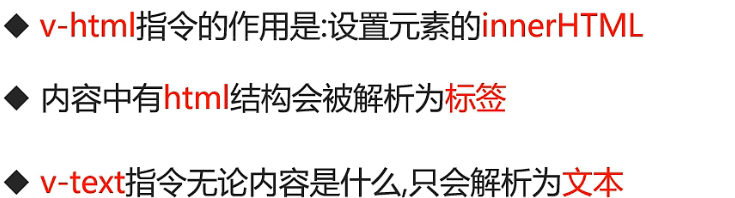 ◆ v-html指令的作用是:设置元素的innerHTML
◆ 内容中有html结构会被解析为标签
◆ v-text指令无论内容是什么,只会解析为文本